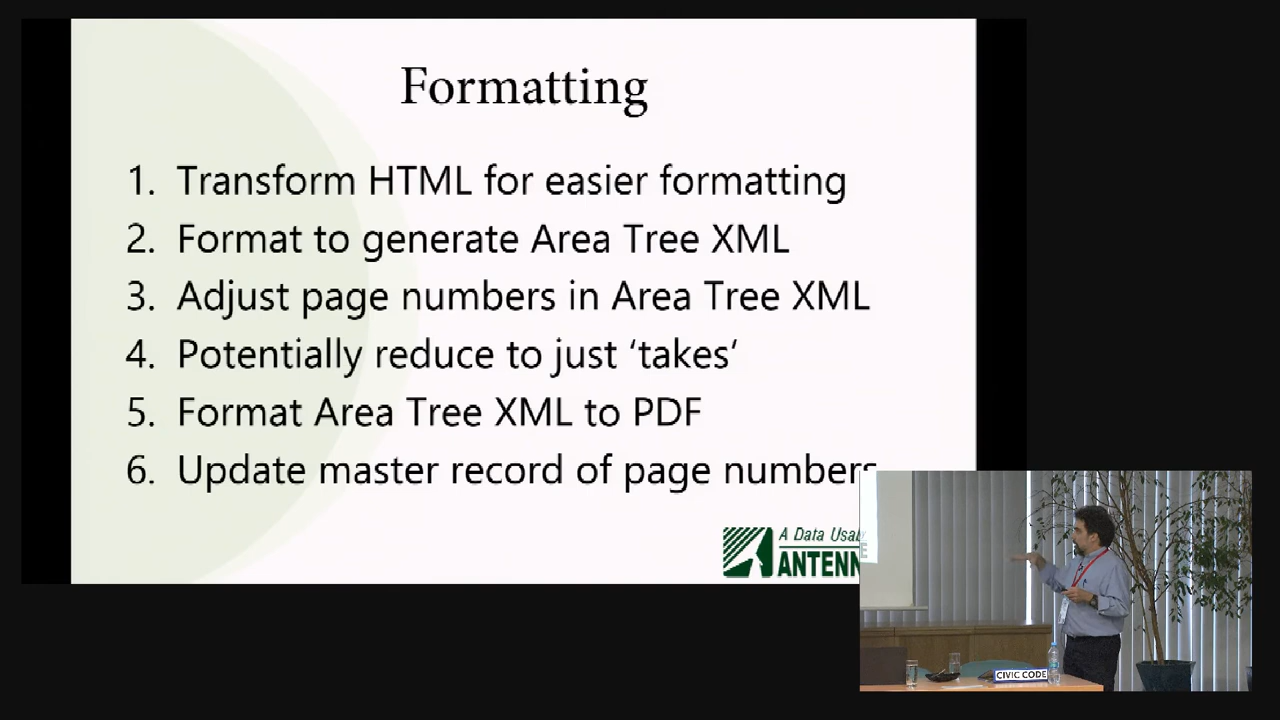 Formatting
1. Transform HTML for easier formatting
2. Format to generate Area Tree XML
3. Adjust page numbers in Area Tree XML
4. Potentially reduce to just ‘takes’
5. Format Area Tree XML to PDF
6. Update master record of page numbers
A Data
ANTENN
CIVIC CODE